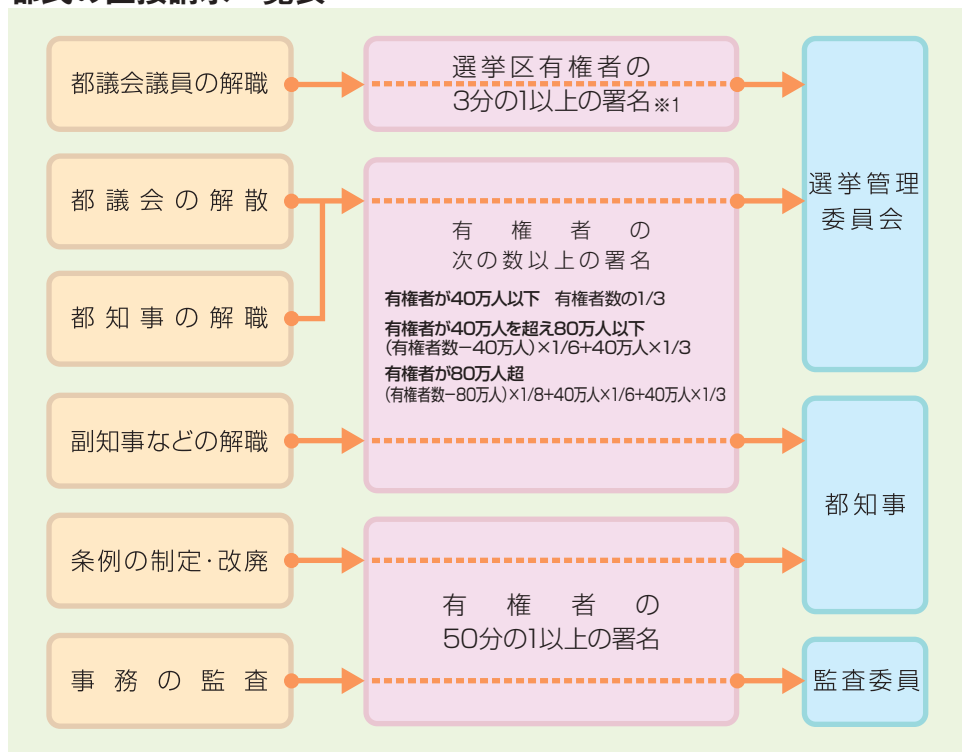 都議会議員の解職
選挙区有権者の
3分の1以上の署名※1
選挙管理
委員会
都議会の解散
都知事の解職
有権者の
次の数以上の署名
有権者が40万人以下 有権者数の1/3
有権者が40万人を超え80万人以下
(有権者数−40万人)×1/6+40万人×1/3
有権者が80万人超
(有権者数−80万人)×1/8+40万人×1/6+40万人×1/3
副知事などの解職
都知事
条例の制定・改廃
有権者の
50分の1以上の署名
事務の監査
監査委員